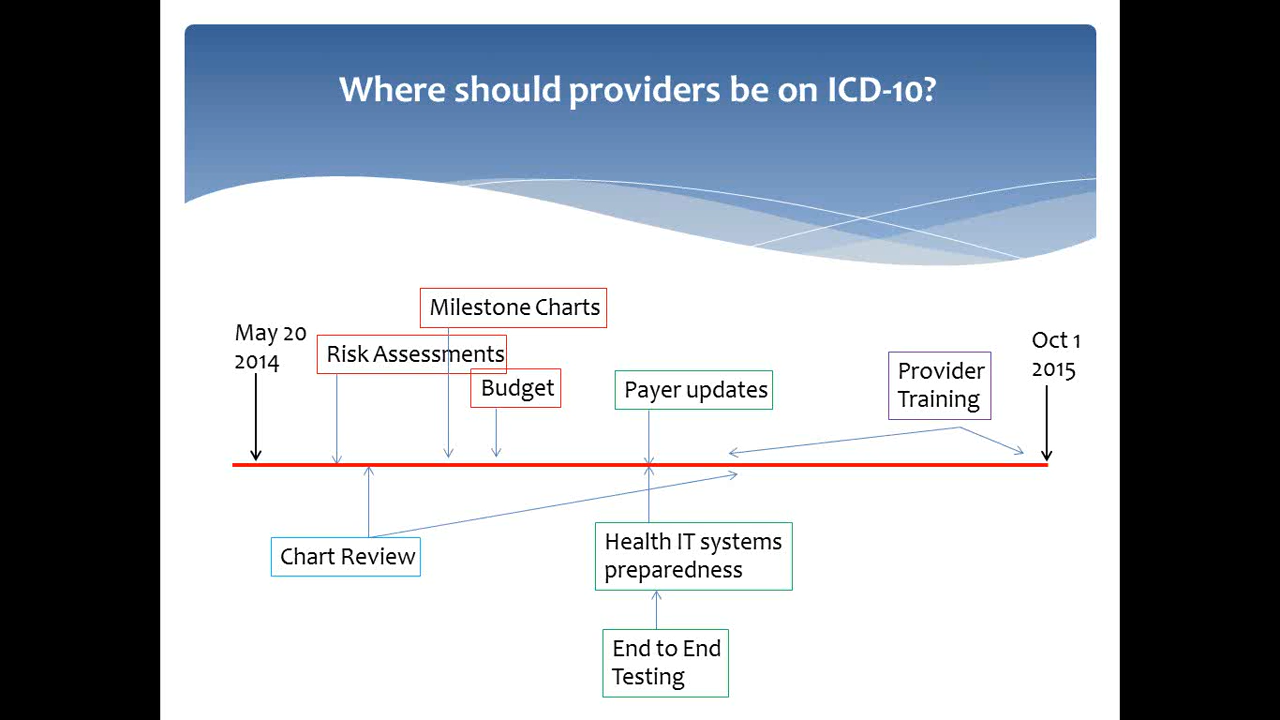 Where should providers be on ICD-10?
Milestone Charts
May 20
2014
Risk Assessments
Budget
Payer updates
Provider
Training
Oct 1
2015
Chart Review
Health IT systems
preparedness
End to End
Testing